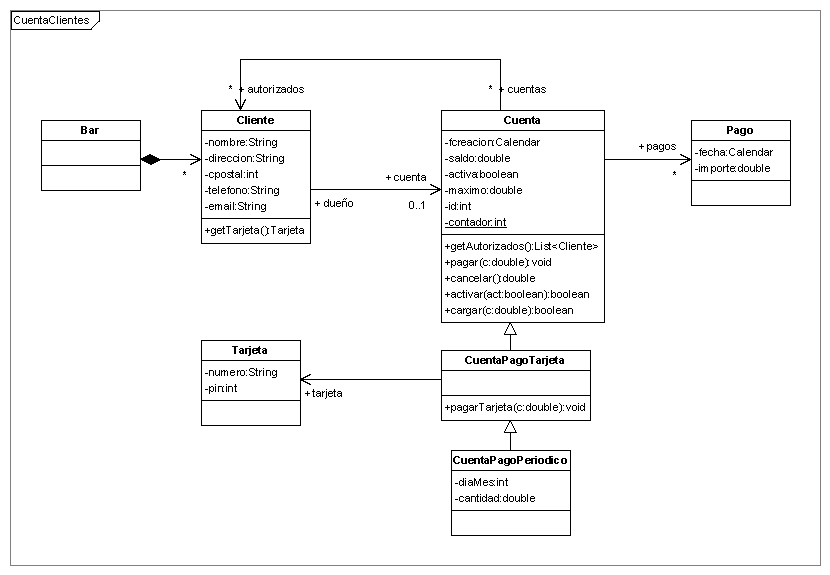 CuentaClientes
* + autorizados
* + cuentas
Bar
*
Cliente
-nombre:String
-direccion:String
-cpostal:int
-telefono:String
-email:String
+getTarjeta():Tarjeta
+ cuenta
+ dueño
0..1
Cuenta
-fcreacion:Calendar
-saldo:double
-activa:boolean
-maximo:double
-id:int
-contador:int
+getAutorizados():List<Cliente>
+pagar(c:double):void
+cancelar():double
+activar(act:boolean):boolean
+cargar(c:double):boolean
+ pagos
*
Pago
-fecha:Calendar
-importe:double
Tarjeta
-numero:String
-pin:int
+tarjeta
CuentaPagoTarjeta
+pagarTarjeta(c:double):void
CuentaPagoPeriodico
-diaMes:int
-cantidad:double